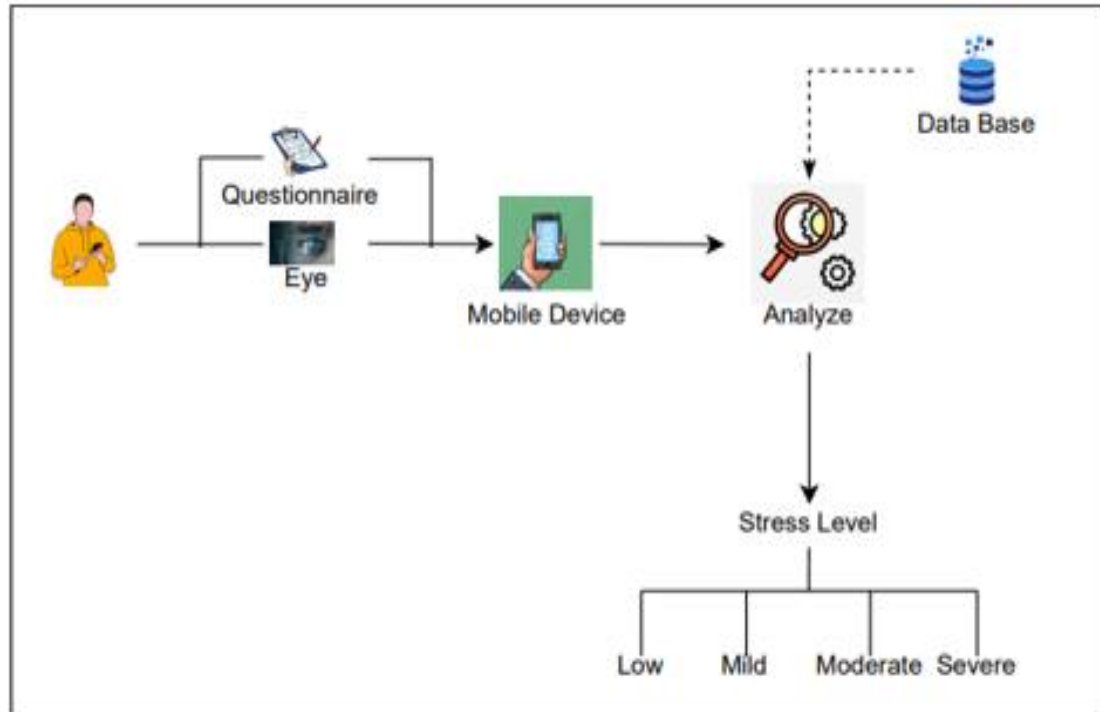 Data Base
Questionnaire
Eye
Mobile Device
Analyze
Stress Level
Low
Mild
Moderate
Severe